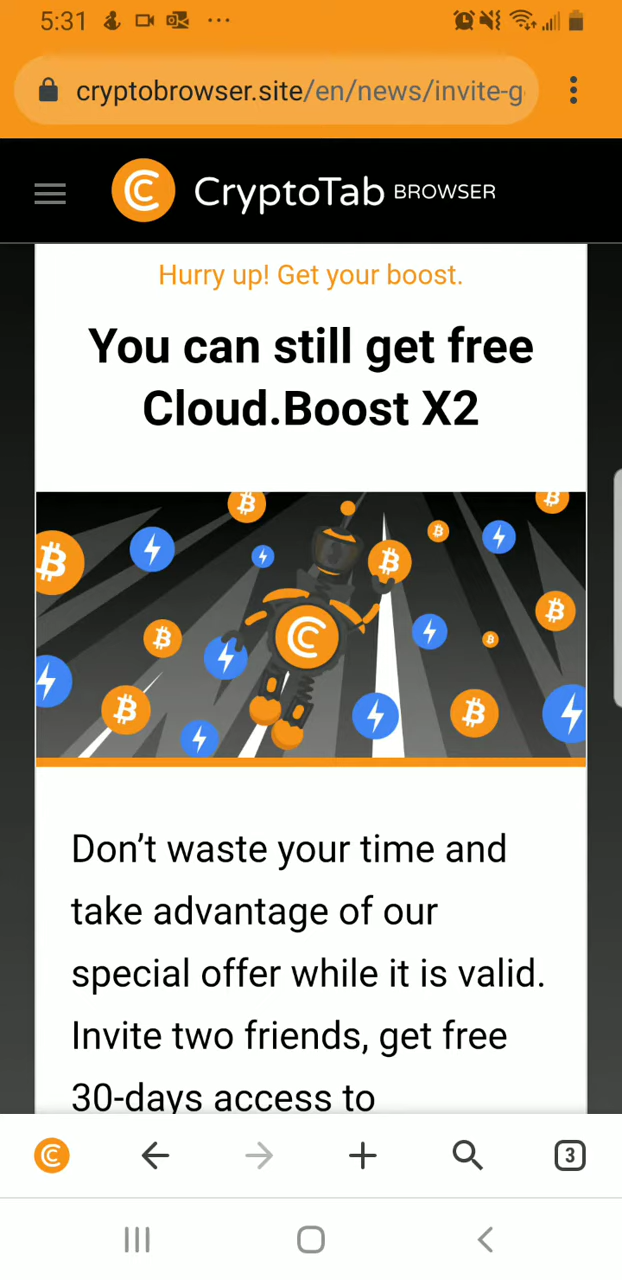 5:31
cryptobrowser.site/en/news/invite-g
CryptoTab BROWSER
Hurry up! Get your boost.
You can still get free
Cloud.Boost X2
Don’t waste your time and
take advantage of our
special offer while it is valid.
Invite two friends, get free
30-days access to
3